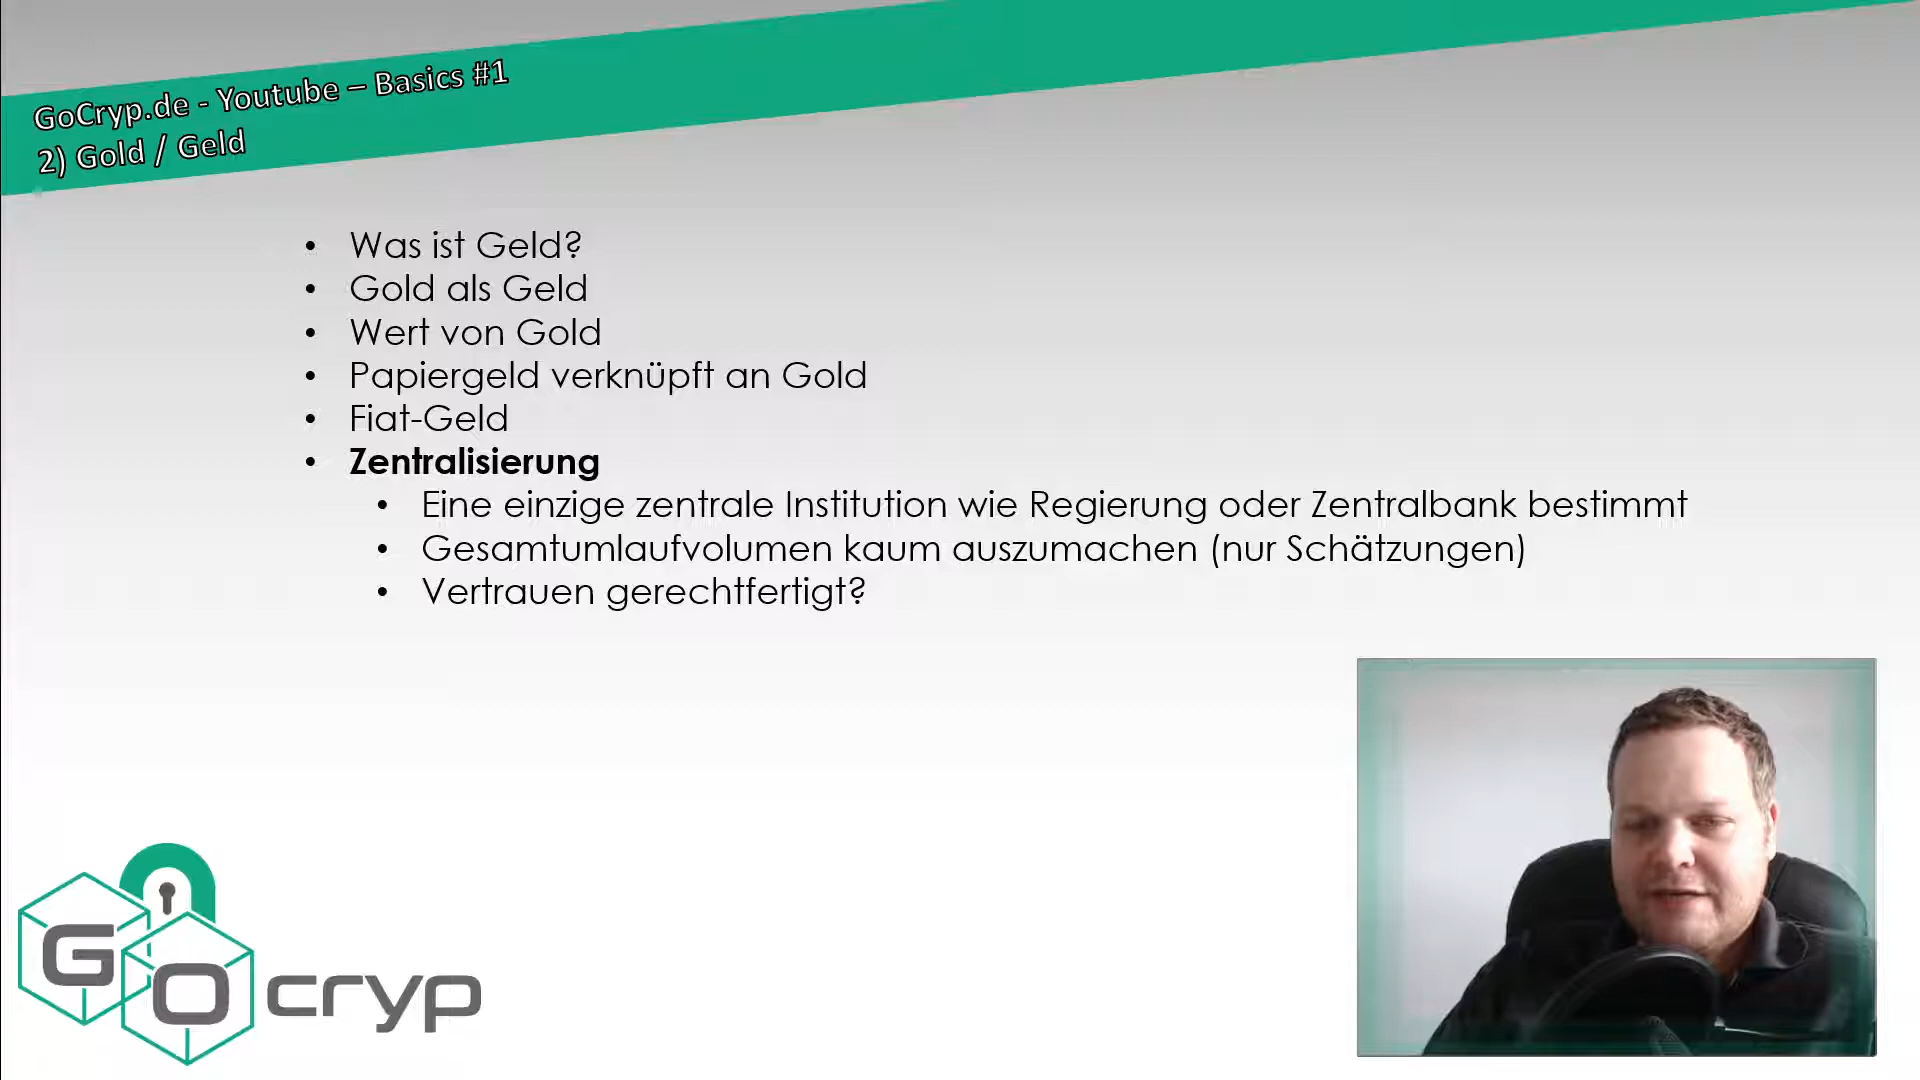 GoCryp.de - Youtube – Basics #1
2) Gold / Geld
• Was ist Geld?
• Gold als Geld
• Wert von Gold
• Papiergeld verknüpft an Gold
• Fiat-Geld
• Zentralisierung
• Eine einzige zentrale Institution wie Regierung oder Zentralbank bestimmt
• Gesamtumlaufvolumen kaum auszumachen (nur Schätzungen)
• Vertrauen gerechtfertigt?
GO cryp